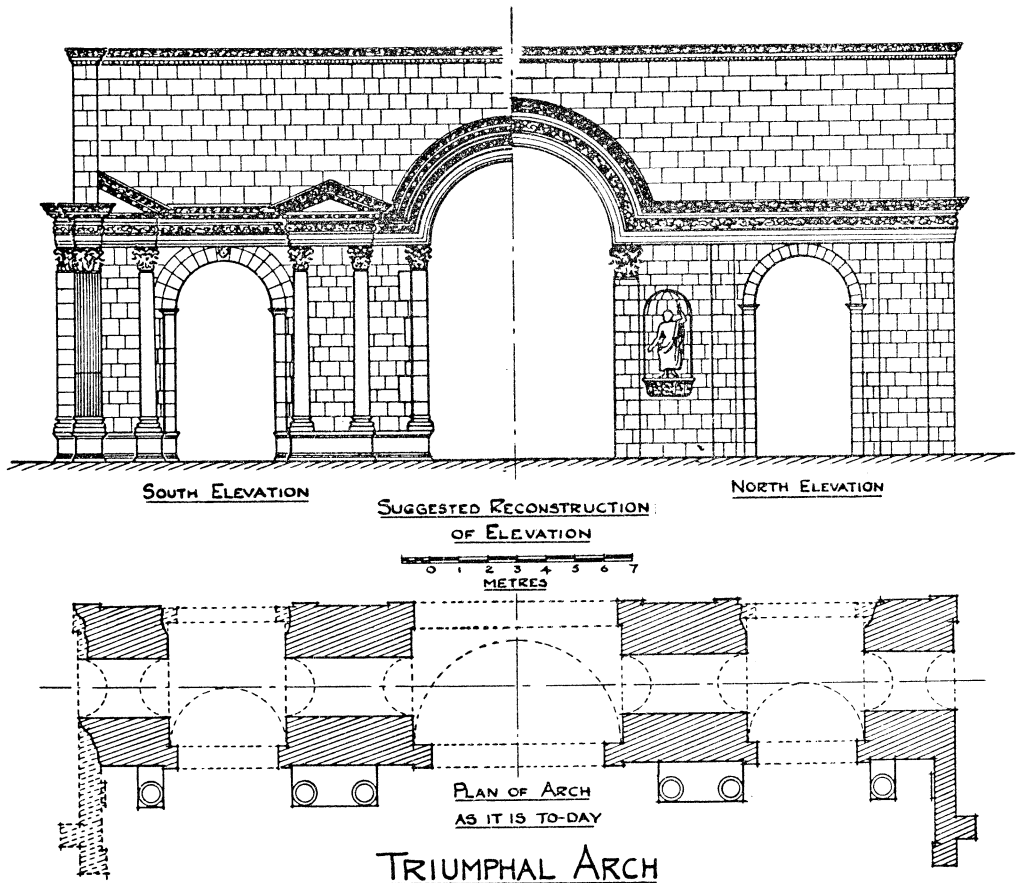 SOUTH ELEVATION
NORTH ELEVATION
SUGGESTED RECONSTRUCTION
OF ELEVATION
0 1 2 3 4 5 6 7
METRES
PLAN OF ARCH
AS IT IS TO-DAY
TRIUMPHAL ARCH